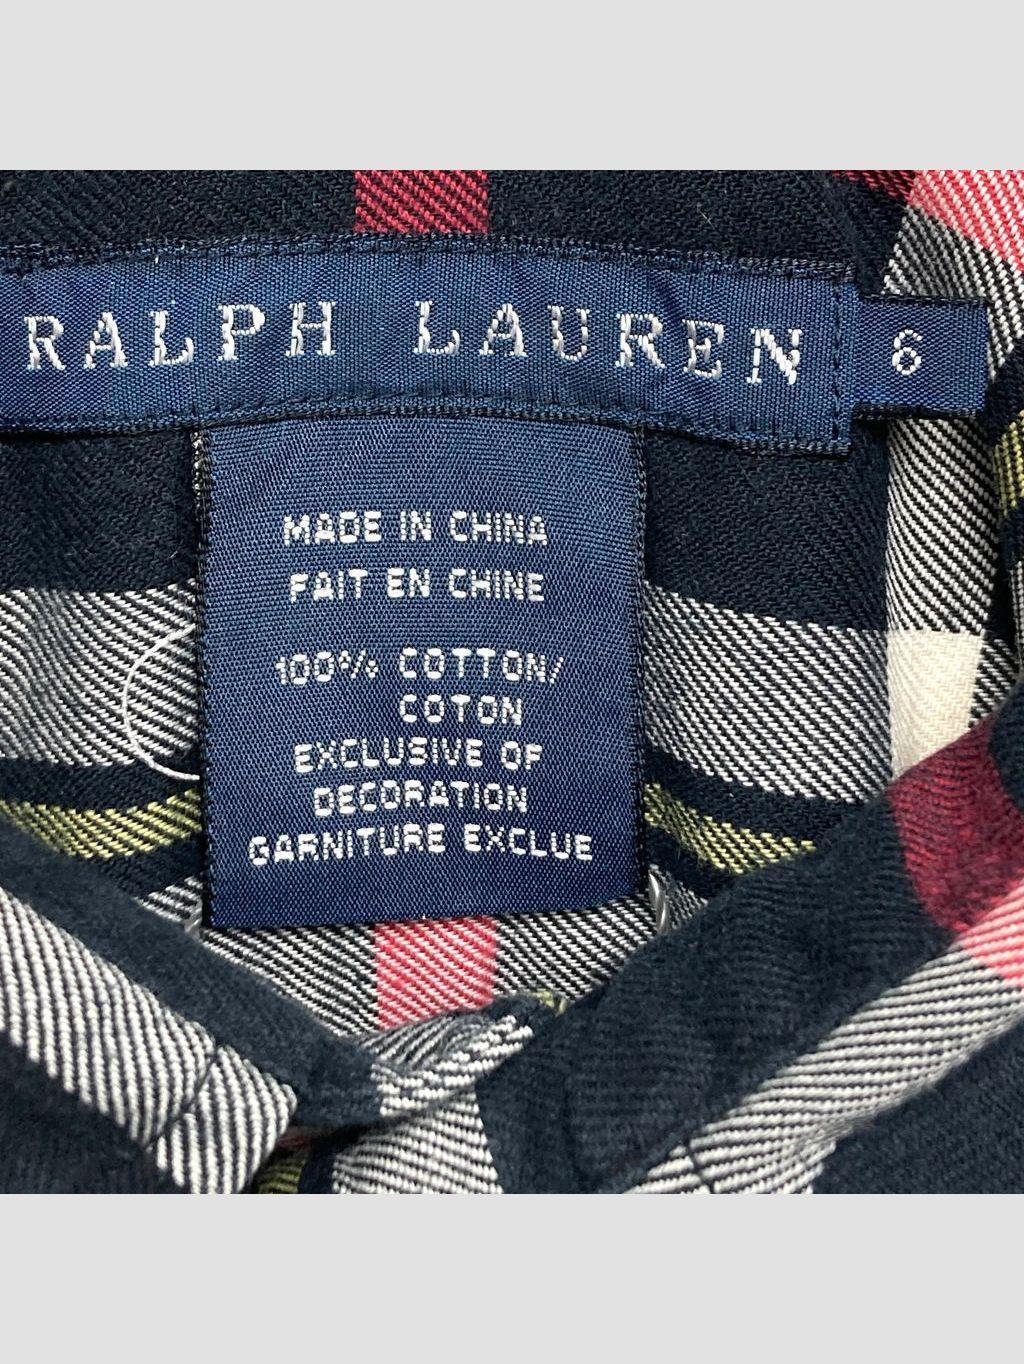 RALPH LAUREN 6
MADE IN CHINA
FAIT EN CHINE
100% COTTON/
COTON
EXCLUSIVE OF
DECORATION
GARNITURE EXCLUE